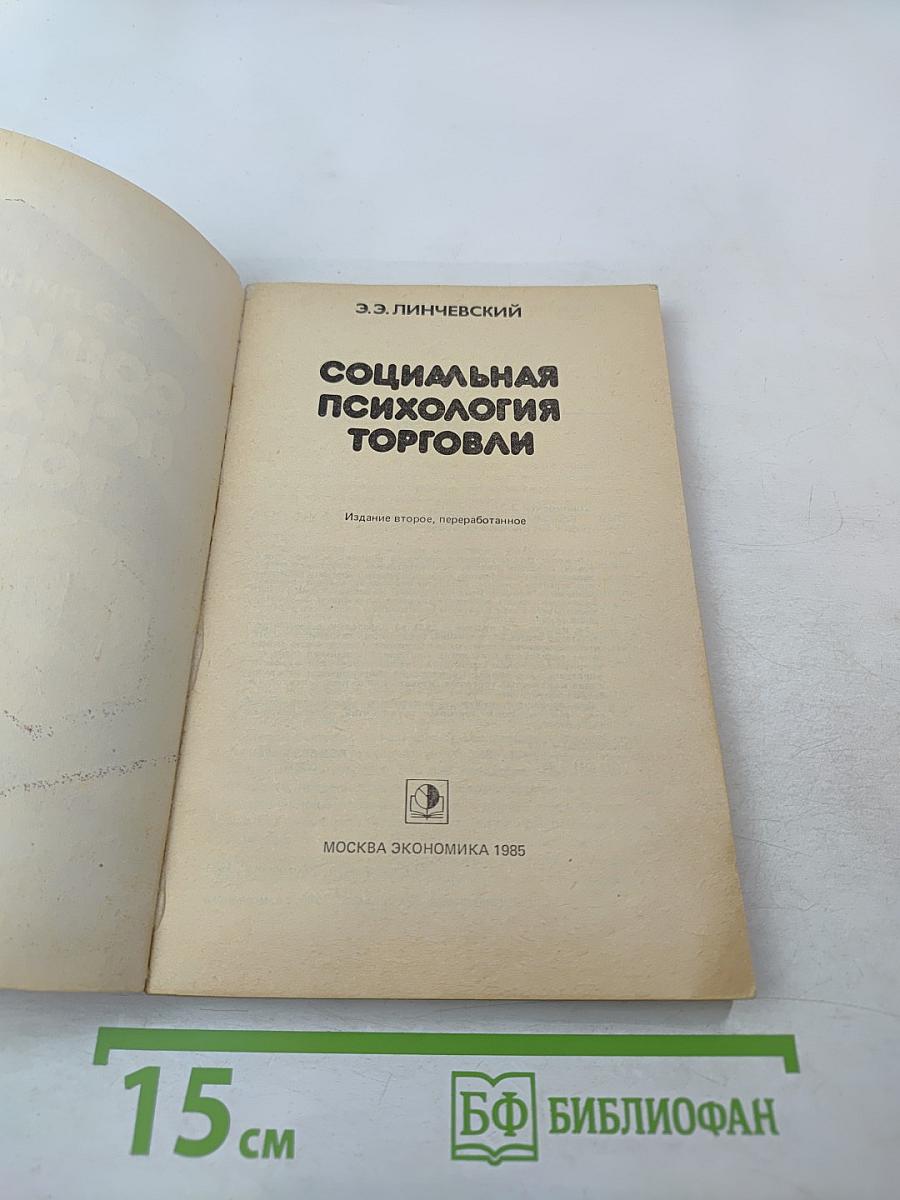 Э.Э. ЛИНЧЕВСКИЙ
СОЦИАЛЬНАЯ
ПСИХОЛОГИЯ
ТОРГОВЛИ
Издание второе, переработанное
МОСКВА ЭКОНОМИКА 1985
15 см
БФ БИБЛИОФАН